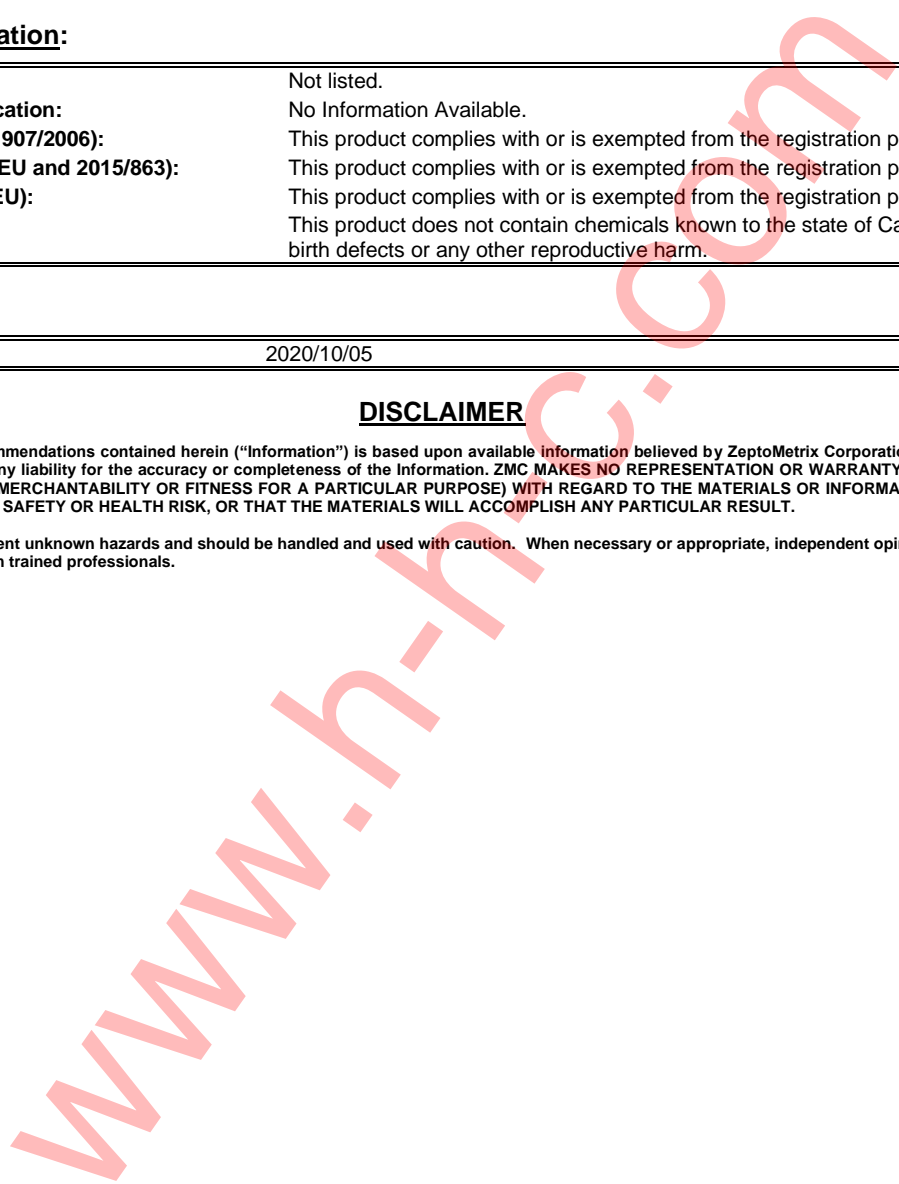 ation:
Not listed.
cation: No Information Available.
907/2006): This product complies with or is exempted from the registration p
EU and 2015/863): This product complies with or is exempted from the registration p
EU): This product complies with or is exempted from the registration p
This product does not contain chemicals known to the state of Ca
birth defects or any other reproductive harm.
2020/10/05
DISCLAIMER
mmendations contained herein (“Information”) is based upon available information believed by ZeptoMetrix Corporati
ny liability for the accuracy or completeness of the Information. ZMC MAKES NO REPRESENTATION OR WARRANTY
MERCHANTABILITY OR FITNESS FOR A PARTICULAR PURPOSE) WITH REGARD TO THE MATERIALS OR INFORMA
SAFETY OR HEALTH RISK, OR THAT THE MATERIALS WILL ACCOMPLISH ANY PARTICULAR RESULT.
ent unknown hazards and should be handled and used with caution. When necessary or appropriate, independent opi
n trained professionals.
www.h-h-c.com